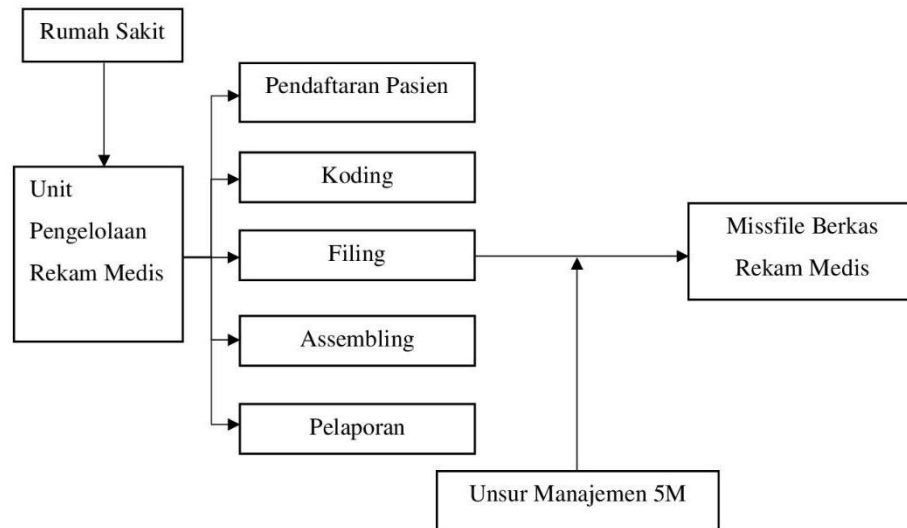 Rumah Sakit
Unit
Pengelolaan
Rekam Medis
Pendaftaran Pasien
Koding
Filing
Assembling
Pelaporan
Missfile Berkas
Rekam Medis
Unsur Manajemen 5M